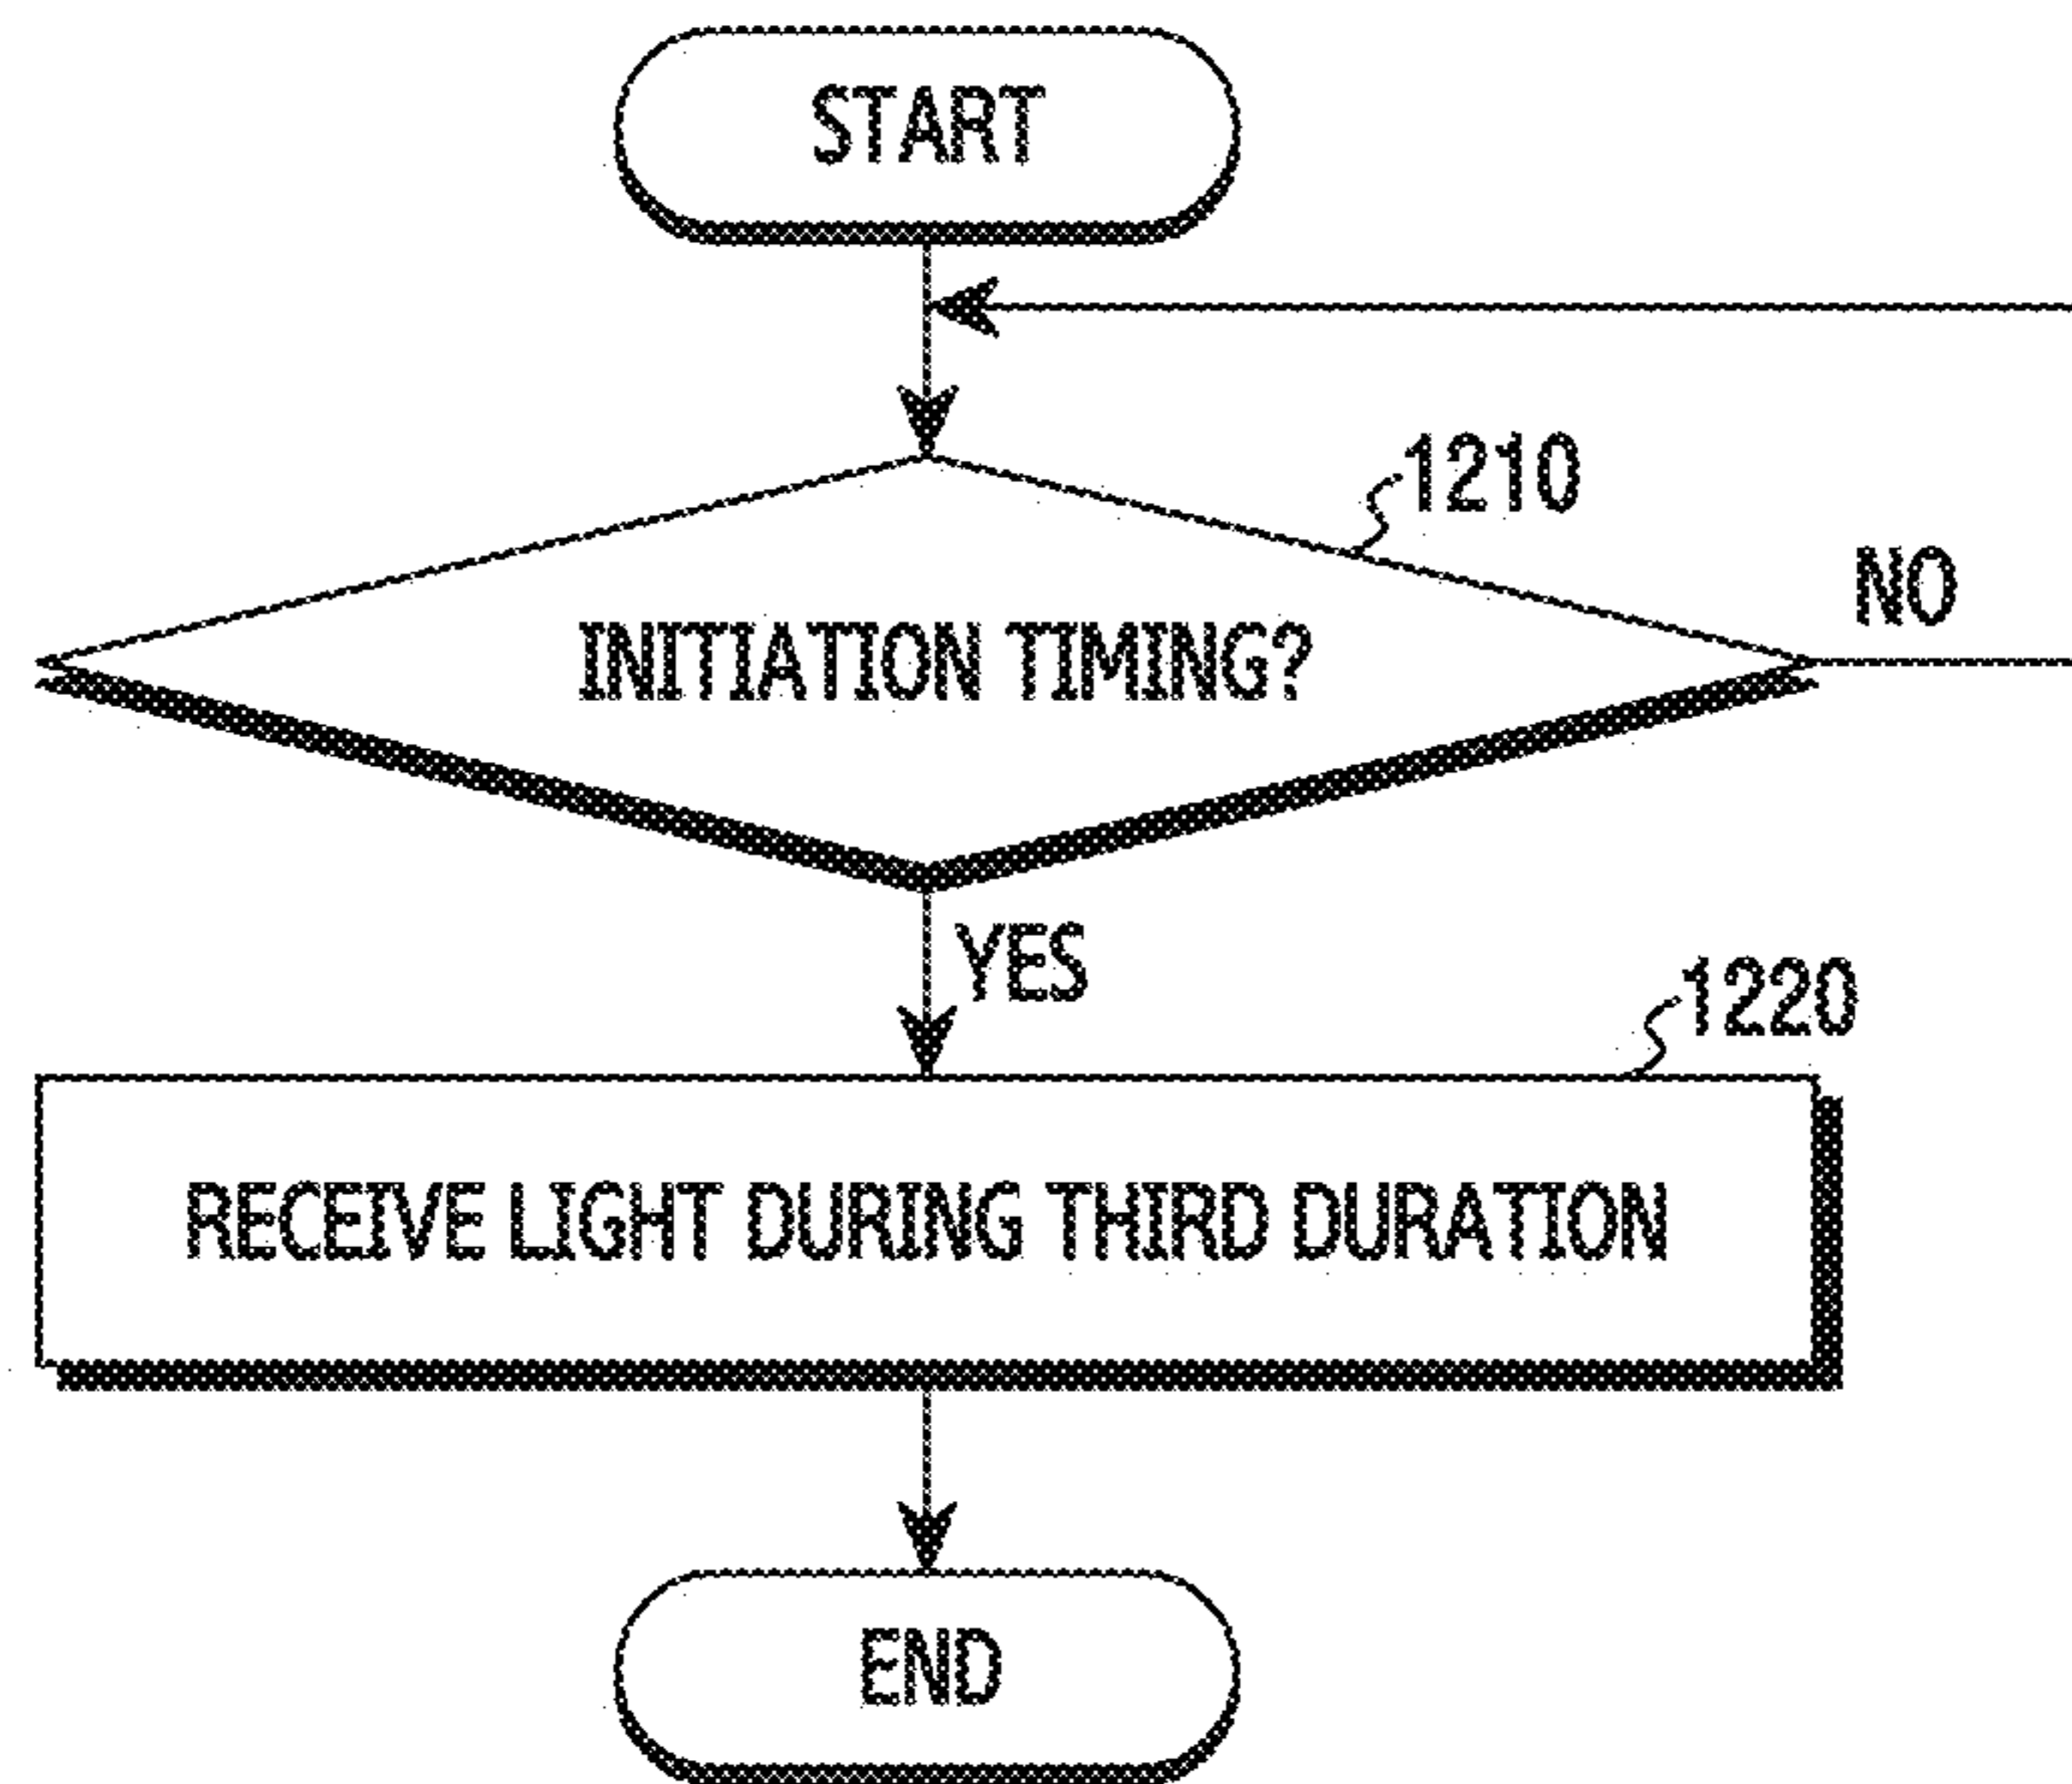 START
1210
NO
INITIATION TIMING?
YES
1220
RECEIVE LIGHT DURING THIRD DURATION
END